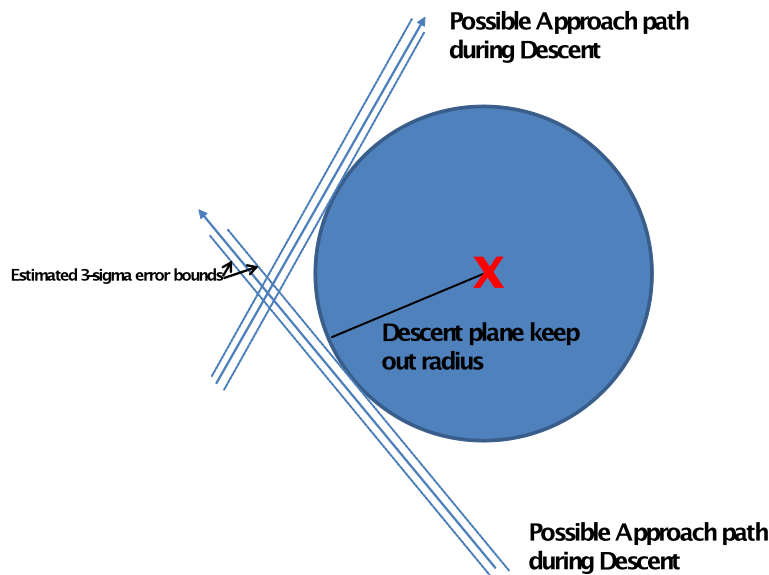 Possible Approach path
during Descent
Estimated 3-sigma error bounds
X
Descent plane keep
out radius
Possible Approach path
during Descent